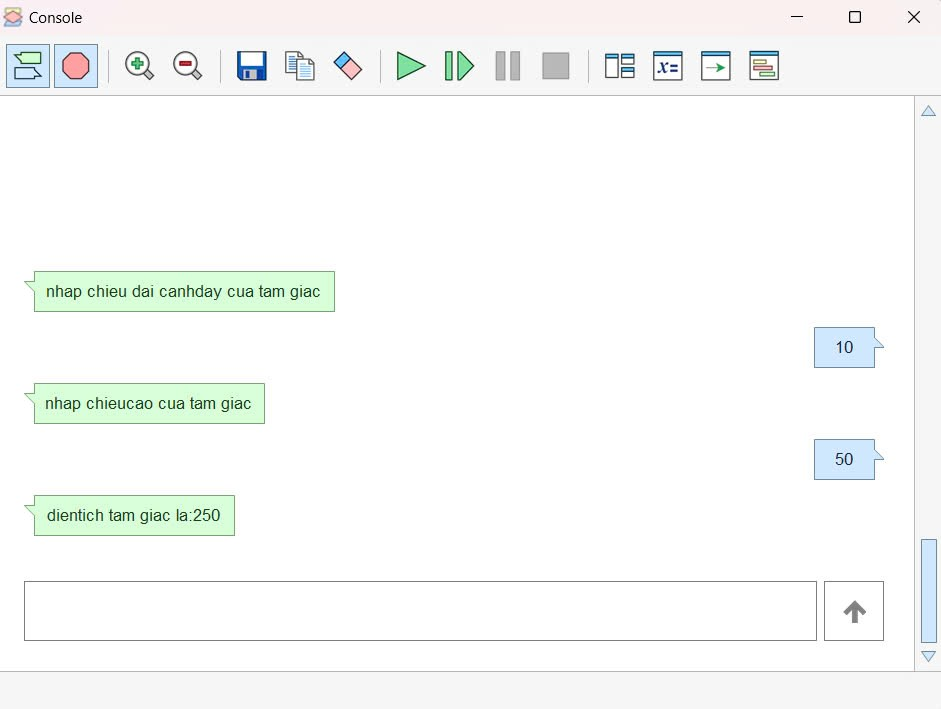 Console
x=
nhap chieu dai canhday cua tam giac
10
nhap chieucao cua tam giac
50
dientich tam giac la:250